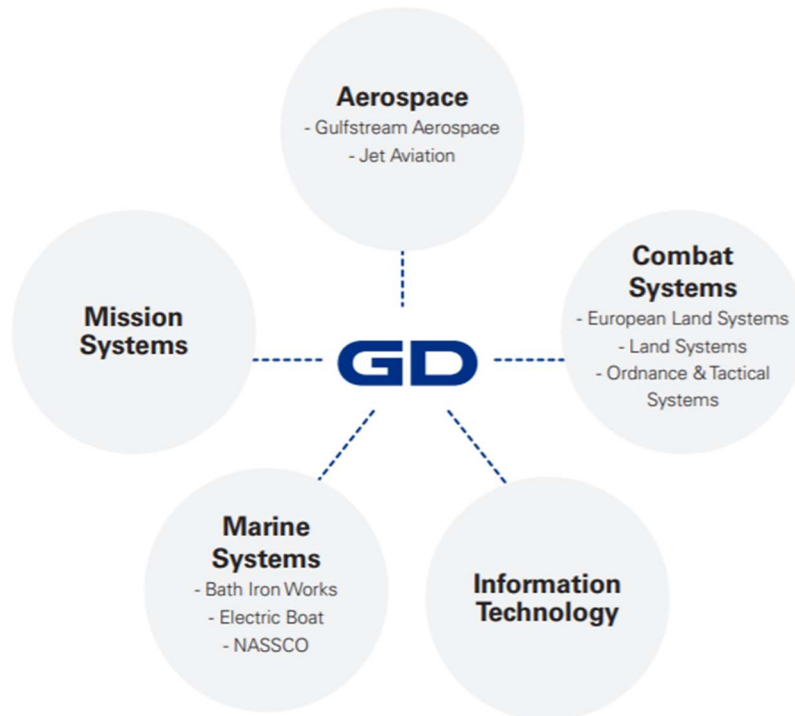 Aerospace
- Gulfstream Aerospace
- Jet Aviation
Combat
Systems
- European Land Systems
- Land Systems
- Ordnance & Tactical
Systems
Mission
Systems
GD
Marine
Systems
- Bath Iron Works
- Electric Boat
- NASSCO
Information
Technology